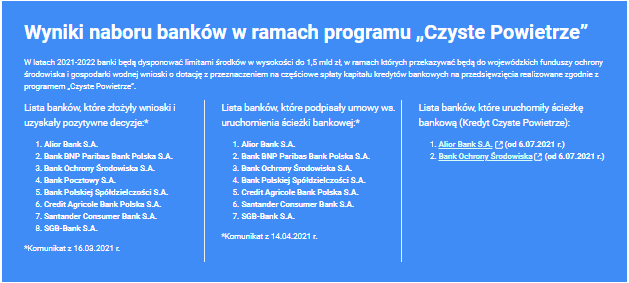 Wyniki naboru banków w ramach programu „Czyste Powietrze”
W latach 2021-2022 banki będą dysponować limitami środków w wysokości do 1,5 mld zł, w ramach których przekazywać będą do wojewódzkich funduszy ochrony
środowiska i gospodarki wodnej wnioski o dotację z przeznaczeniem na częściowe spłaty kapitału kredytów bankowych na przedsięwzięcia realizowane zgodnie z
programem „Czyste Powietrze”.
Lista banków, które złożyły wnioski i
uzyskały pozytywne decyzje:*
1. Alior Bank S.A.
2. Bank BNP Paribas Bank Polska S.A.
3. Bank Ochrony Środowiska S.A.
4. Bank Pocztowy S.A.
5. Bank Polskiej Spółdzielczości S.A.
6. Credit Agricole Bank Polska S.A.
7. Santander Consumer Bank S.A.
8. SGB-Bank S.A.
*Komunikat z 16.03.2021 r.
Lista banków, które podpisały umowy ws.
uruchomienia ścieżki bankowej:*
1. Alior Bank S.A.
2. Bank BNP Paribas Bank Polska S.A.
3. Bank Ochrony Środowiska S.A.
4. Bank Polskiej Spółdzielczości S.A.
5. Credit Agricole Bank Polska S.A.
6. Santander Consumer Bank S.A.
7. SGB-Bank S.A.
*Komunikat z 14.04.2021 r.
Lista banków, które uruchomiły ścieżkę
bankową (Kredyt Czyste Powietrze):
1. Alior Bank S.A. (od 6.07.2021 r.)
2. Bank Ochrony Środowiska (od 6.07.2021 r.)